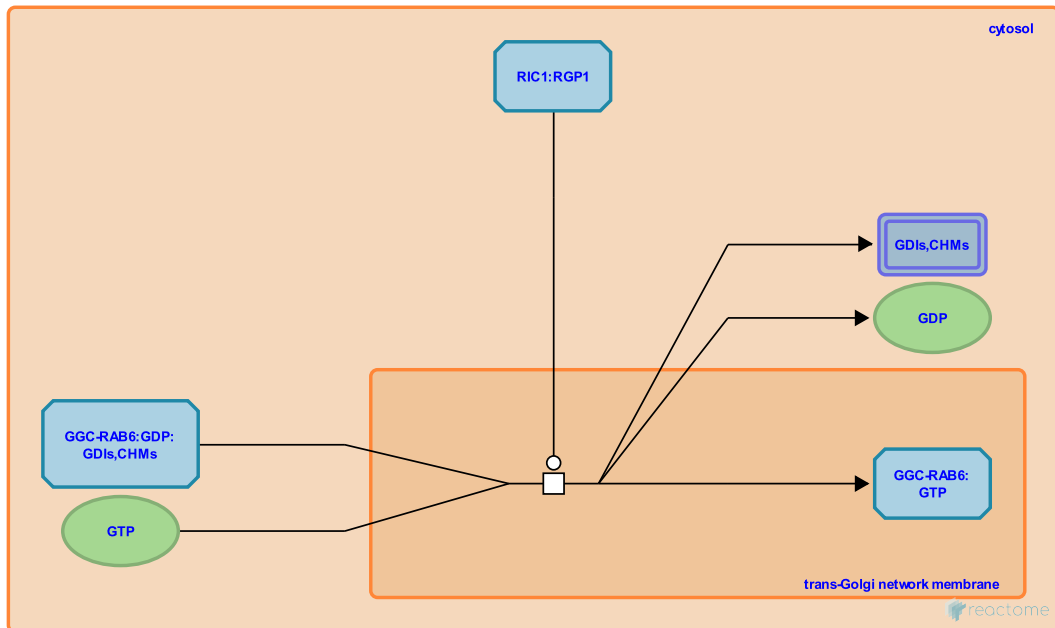 cytosol
RIC1:RGP1
GDIs,CHMs
GDP
GGC-RAB6:GDP:
GDIs,CHMs
GTP
GGC-RAB6:
GTP
trans-Golgi network membrane
reactome